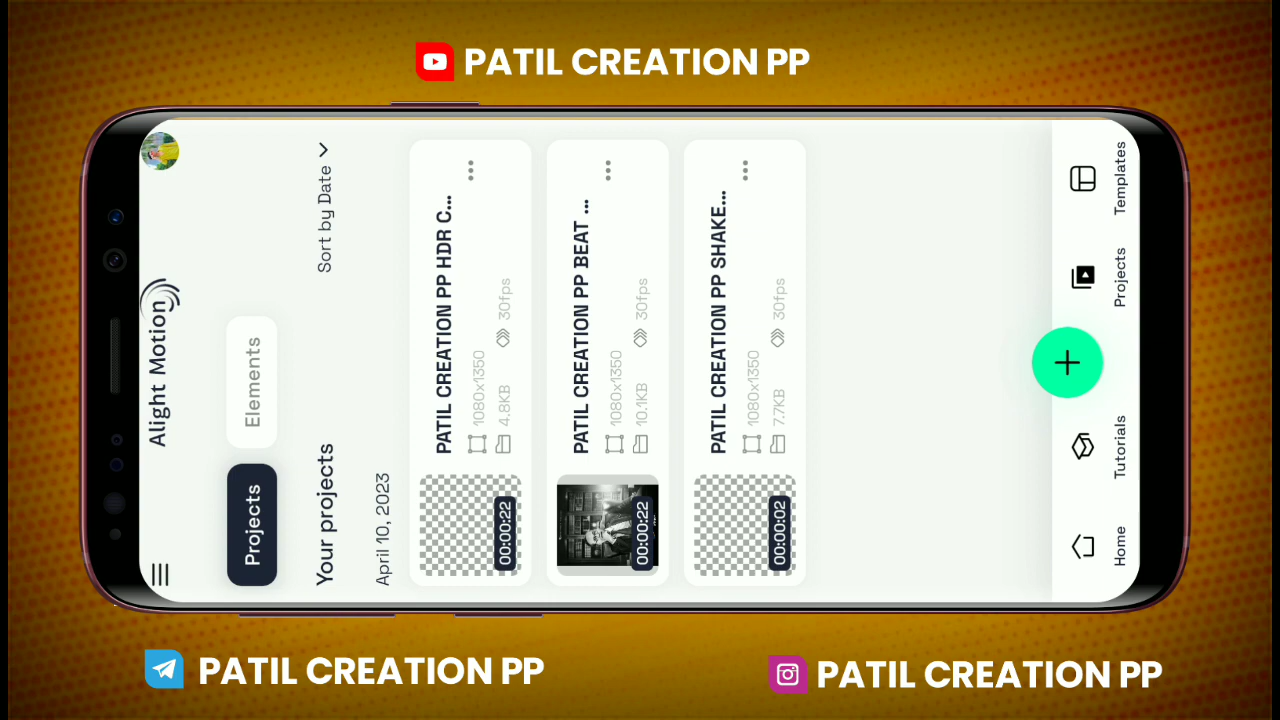 PATIL CREATION PP
Alight Motion
Projects
Elements
Your projects
Sort by Date
April 10, 2023
PATIL CREATION PP HDR C...
1080x1350
4.8KB
30fps
00:00:22
PATIL CREATION PP BEAT ...
1080x1350
10.1KB
30fps
00:00:22
PATIL CREATION PP SHAKE...
1080x1350
7.7KB
30fps
00:00:02
Home
Tutorials
Projects
Templates
PATIL CREATION PP
PATIL CREATION PP